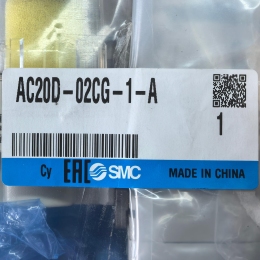 AC20D-02CG-1-A
1
Cy EAC SMC MADE IN CHINA